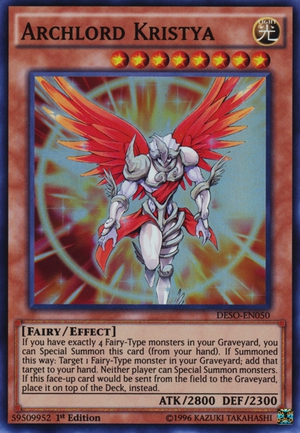 ARCHLORD KRISTYA
LIGHT
光
DESO-EN050
[FAIRY/EFFECT]
If you have exactly 4 Fairy-Type monsters in your Graveyard, you
can Special Summon this card (from your hand). If Summoned
this way: Target 1 Fairy-Type monster in your Graveyard; add that
target to your hand. Neither player can Special Summon monsters.
If this face-up card would be sent from the field to the Graveyard,
place it on top of the Deck, instead.
ATK/2800 DEF/2300
59509952 1st Edition ©1996 KAZUKI TAKAHASHI